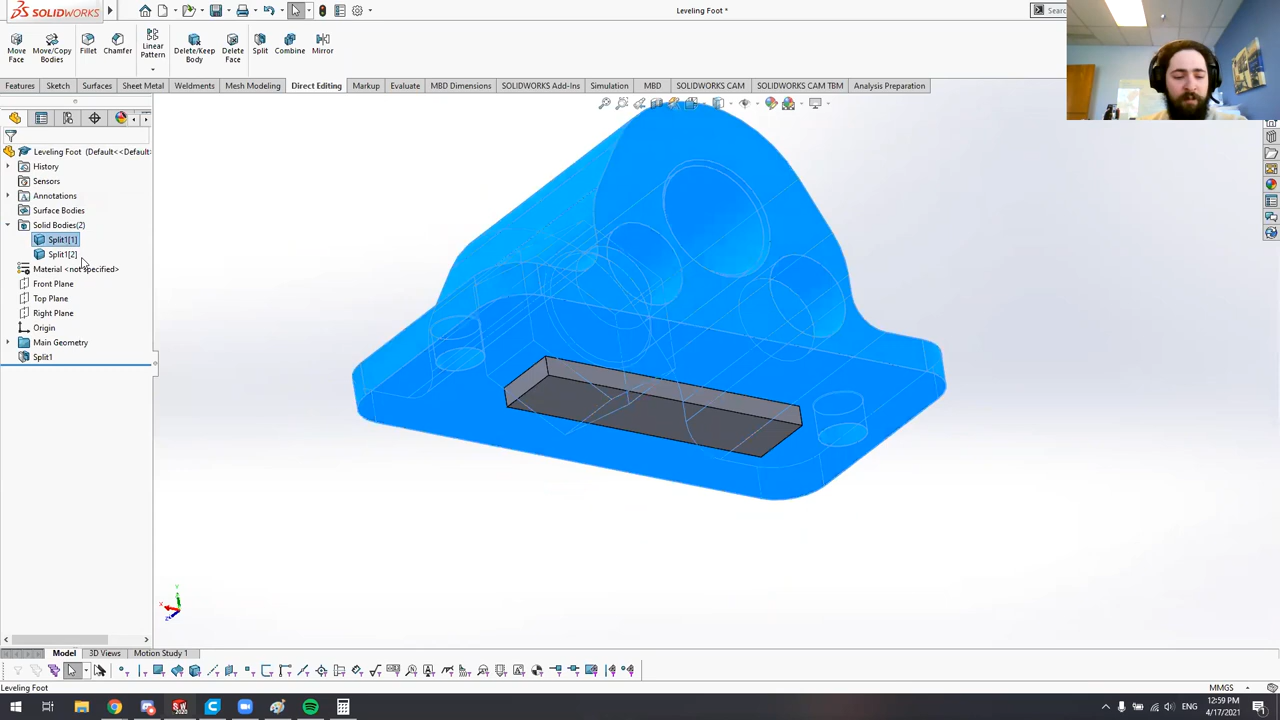 SOLIDWORKS
Leveling Foot *
Sear
Move Face
Move/Copy Bodies
Fillet
Chamfer
Linear Pattern
Delete/Keep Body
Delete Face
Split
Combine
Mirror
Features
Sketch
Surfaces
Sheet Metal
Weldments
Mesh Modeling
Direct Editing
Markup
Evaluate
MBD Dimensions
SOLIDWORKS Add-Ins
Simulation
MBD
SOLIDWORKS CAM
SOLIDWORKS CAM TBM
Analysis Preparation
Leveling Foot (Default<<Default
History
Sensors
Annotations
Surface Bodies
Solid Bodies(2)
Split1[1]
Split1[2]
Material <not specified>
Front Plane
Top Plane
Right Plane
Origin
Main Geometry
Split1
Y
X
Z
Model
3D Views
Motion Study 1
Leveling Foot
MMGS
ENG
12:59 PM
4/17/2021